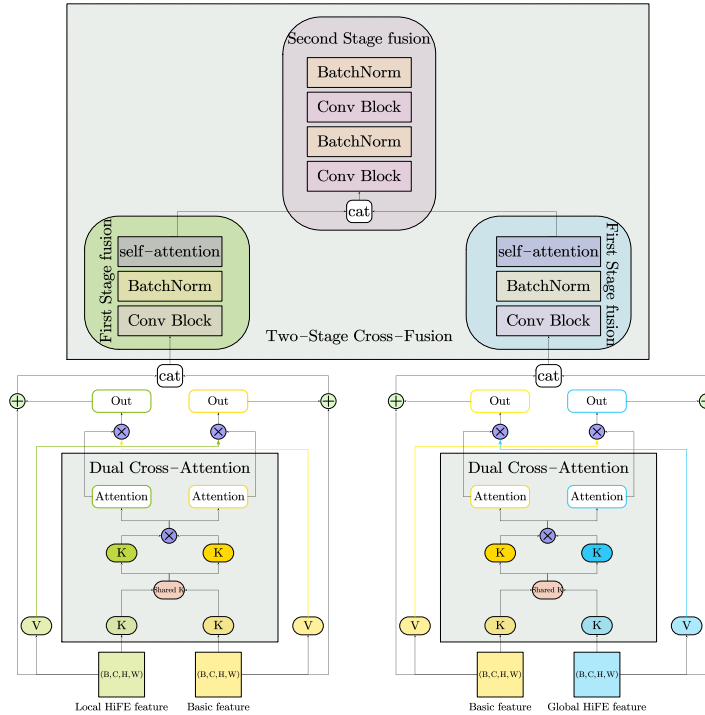 Second Stage fusion
BatchNorm
Conv Block
BatchNorm
Conv Block
cat
First Stage fusion
self-attention
BatchNorm
Conv Block
First Stage fusion
self-attention
BatchNorm
Conv Block
Two-Stage Cross-Fusion
cat
cat
Out
Out
Out
Out
Dual Cross-Attention
Dual Cross-Attention
Attention
Attention
Attention
Attention
K
K
K
K
Shared K
Shared K
V
K
K
V
V
K
K
V
(B,C,H,W)
(B,C,H,W)
(B,C,H,W)
(B,C,H,W)
Local HiFE feature
Basic feature
Basic feature
Global HiFE feature